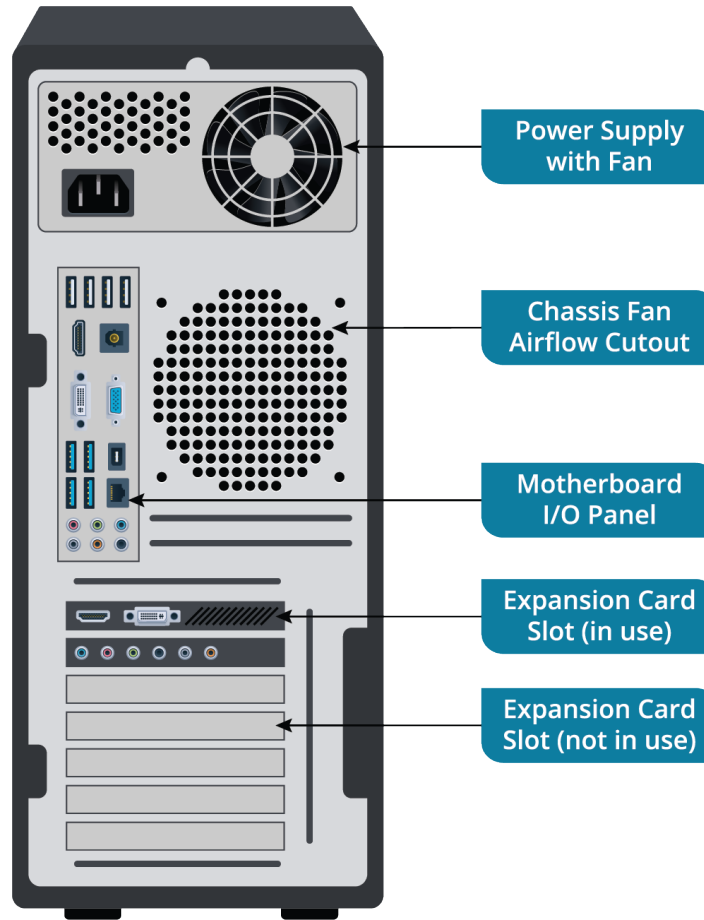 Power Supply
with Fan
Chassis Fan
Airflow Cutout
Motherboard
I/O Panel
Expansion Card
Slot (in use)
Expansion Card
Slot (not in use)